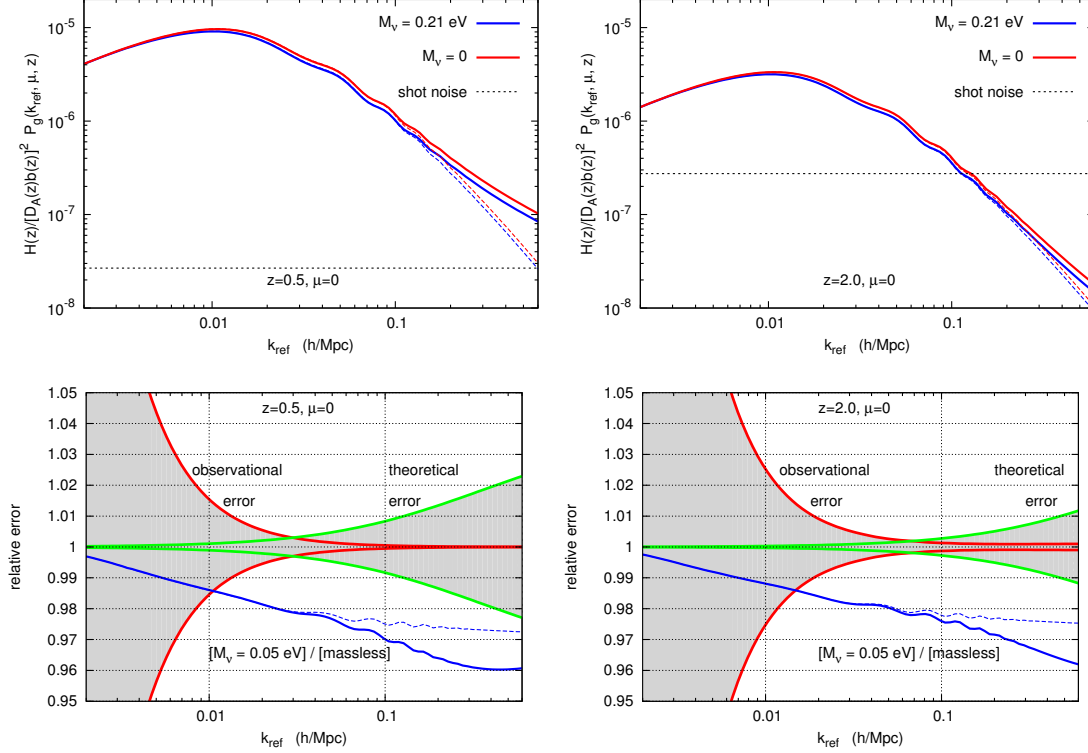 10^-5
10^-6
10^-7
10^-8
H(z)/[D_A(z)b(z)]^2 P_g(k_ref, μ, z)
M_ν = 0.21 eV
M_ν = 0
shot noise
z=0.5, μ=0
0.01
0.1
k_ref (h/Mpc)
10^-5
10^-6
10^-7
10^-8
H(z)/[D_A(z)b(z)]^2 P_g(k_ref, μ, z)
M_ν = 0.21 eV
M_ν = 0
shot noise
z=2.0, μ=0
0.01
0.1
k_ref (h/Mpc)
1.05
1.04
1.03
1.02
1.01
1
0.99
0.98
0.97
0.96
0.95
relative error
z=0.5, μ=0
observational
error
theoretical
error
[M_ν = 0.05 eV] / [massless]
0.01
0.1
k_ref (h/Mpc)
1.05
1.04
1.03
1.02
1.01
1
0.99
0.98
0.97
0.96
0.95
relative error
z=2.0, μ=0
observational
error
theoretical
error
[M_ν = 0.05 eV] / [massless]
0.01
0.1
k_ref (h/Mpc)